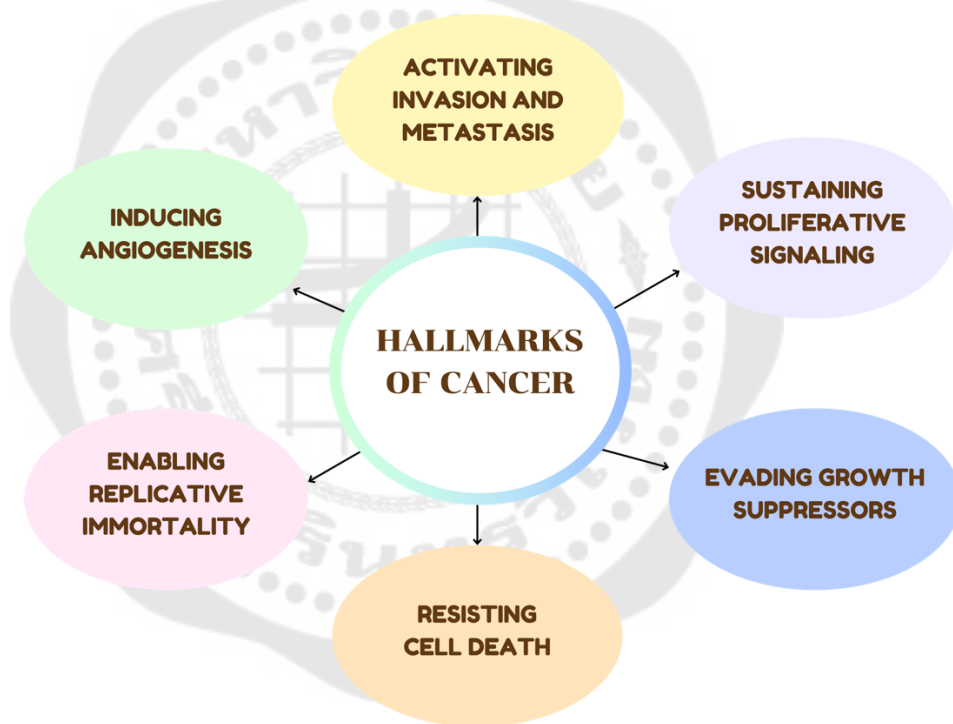 ACTIVATING
INVASION AND
METASTASIS
SUSTAINING
PROLIFERATIVE
SIGNALING
EVADING GROWTH
SUPPRESSORS
RESISTING
CELL DEATH
ENABLING
REPLICATIVE
IMMORTALITY
INDUCING
ANGIOGENESIS
HALLMARKS
OF CANCER